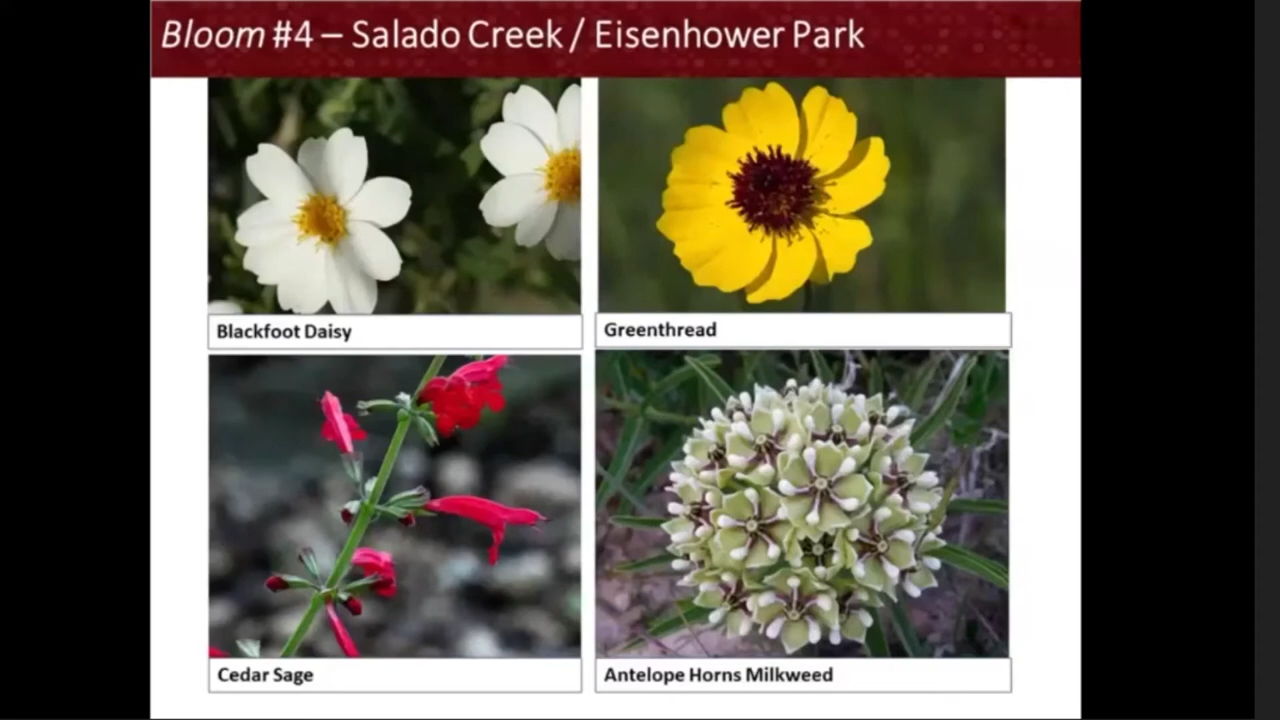 Bloom #4 – Salado Creek / Eisenhower Park
Blackfoot Daisy
Greenthread
Cedar Sage
Antelope Horns Milkweed